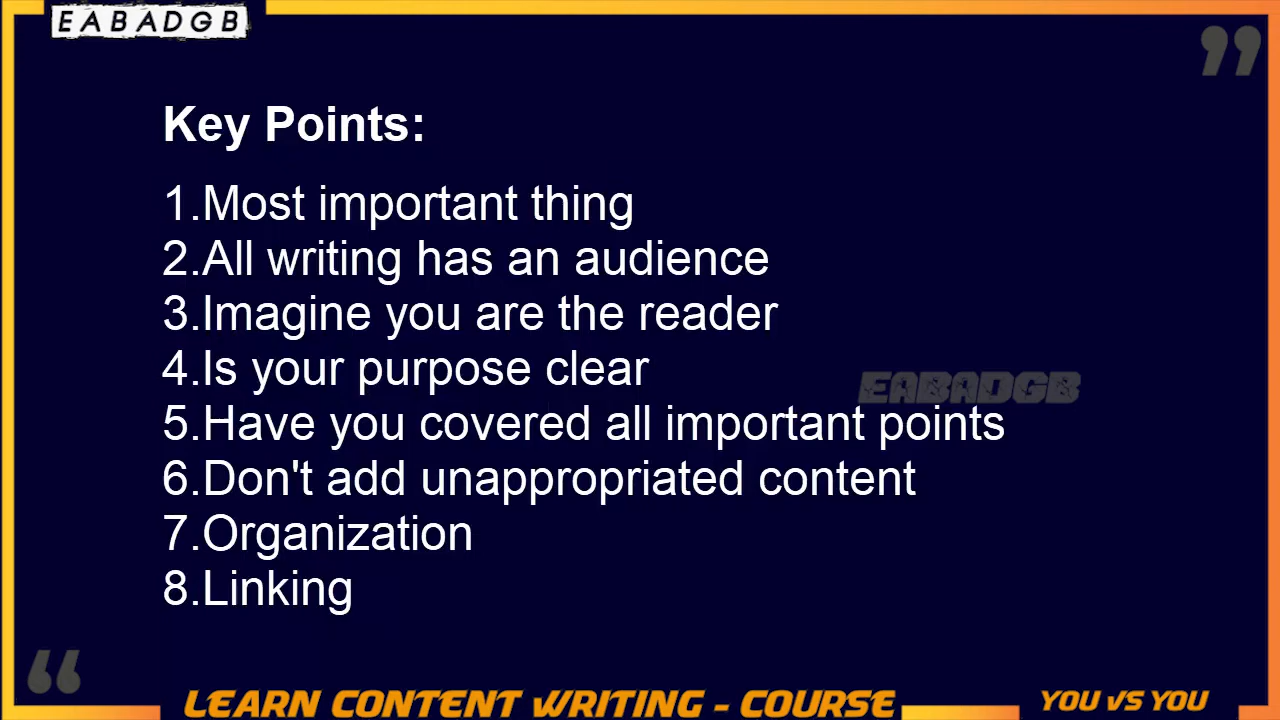 EABADGB
Key Points:
1.Most important thing
2.All writing has an audience
3.Imagine you are the reader
4.Is your purpose clear
EABADGB
5.Have you covered all important points
6.Don't add unappropriated content
7.Organization
8.Linking
LEARN CONTENT WRITING - COURSE
YOU VS YOU